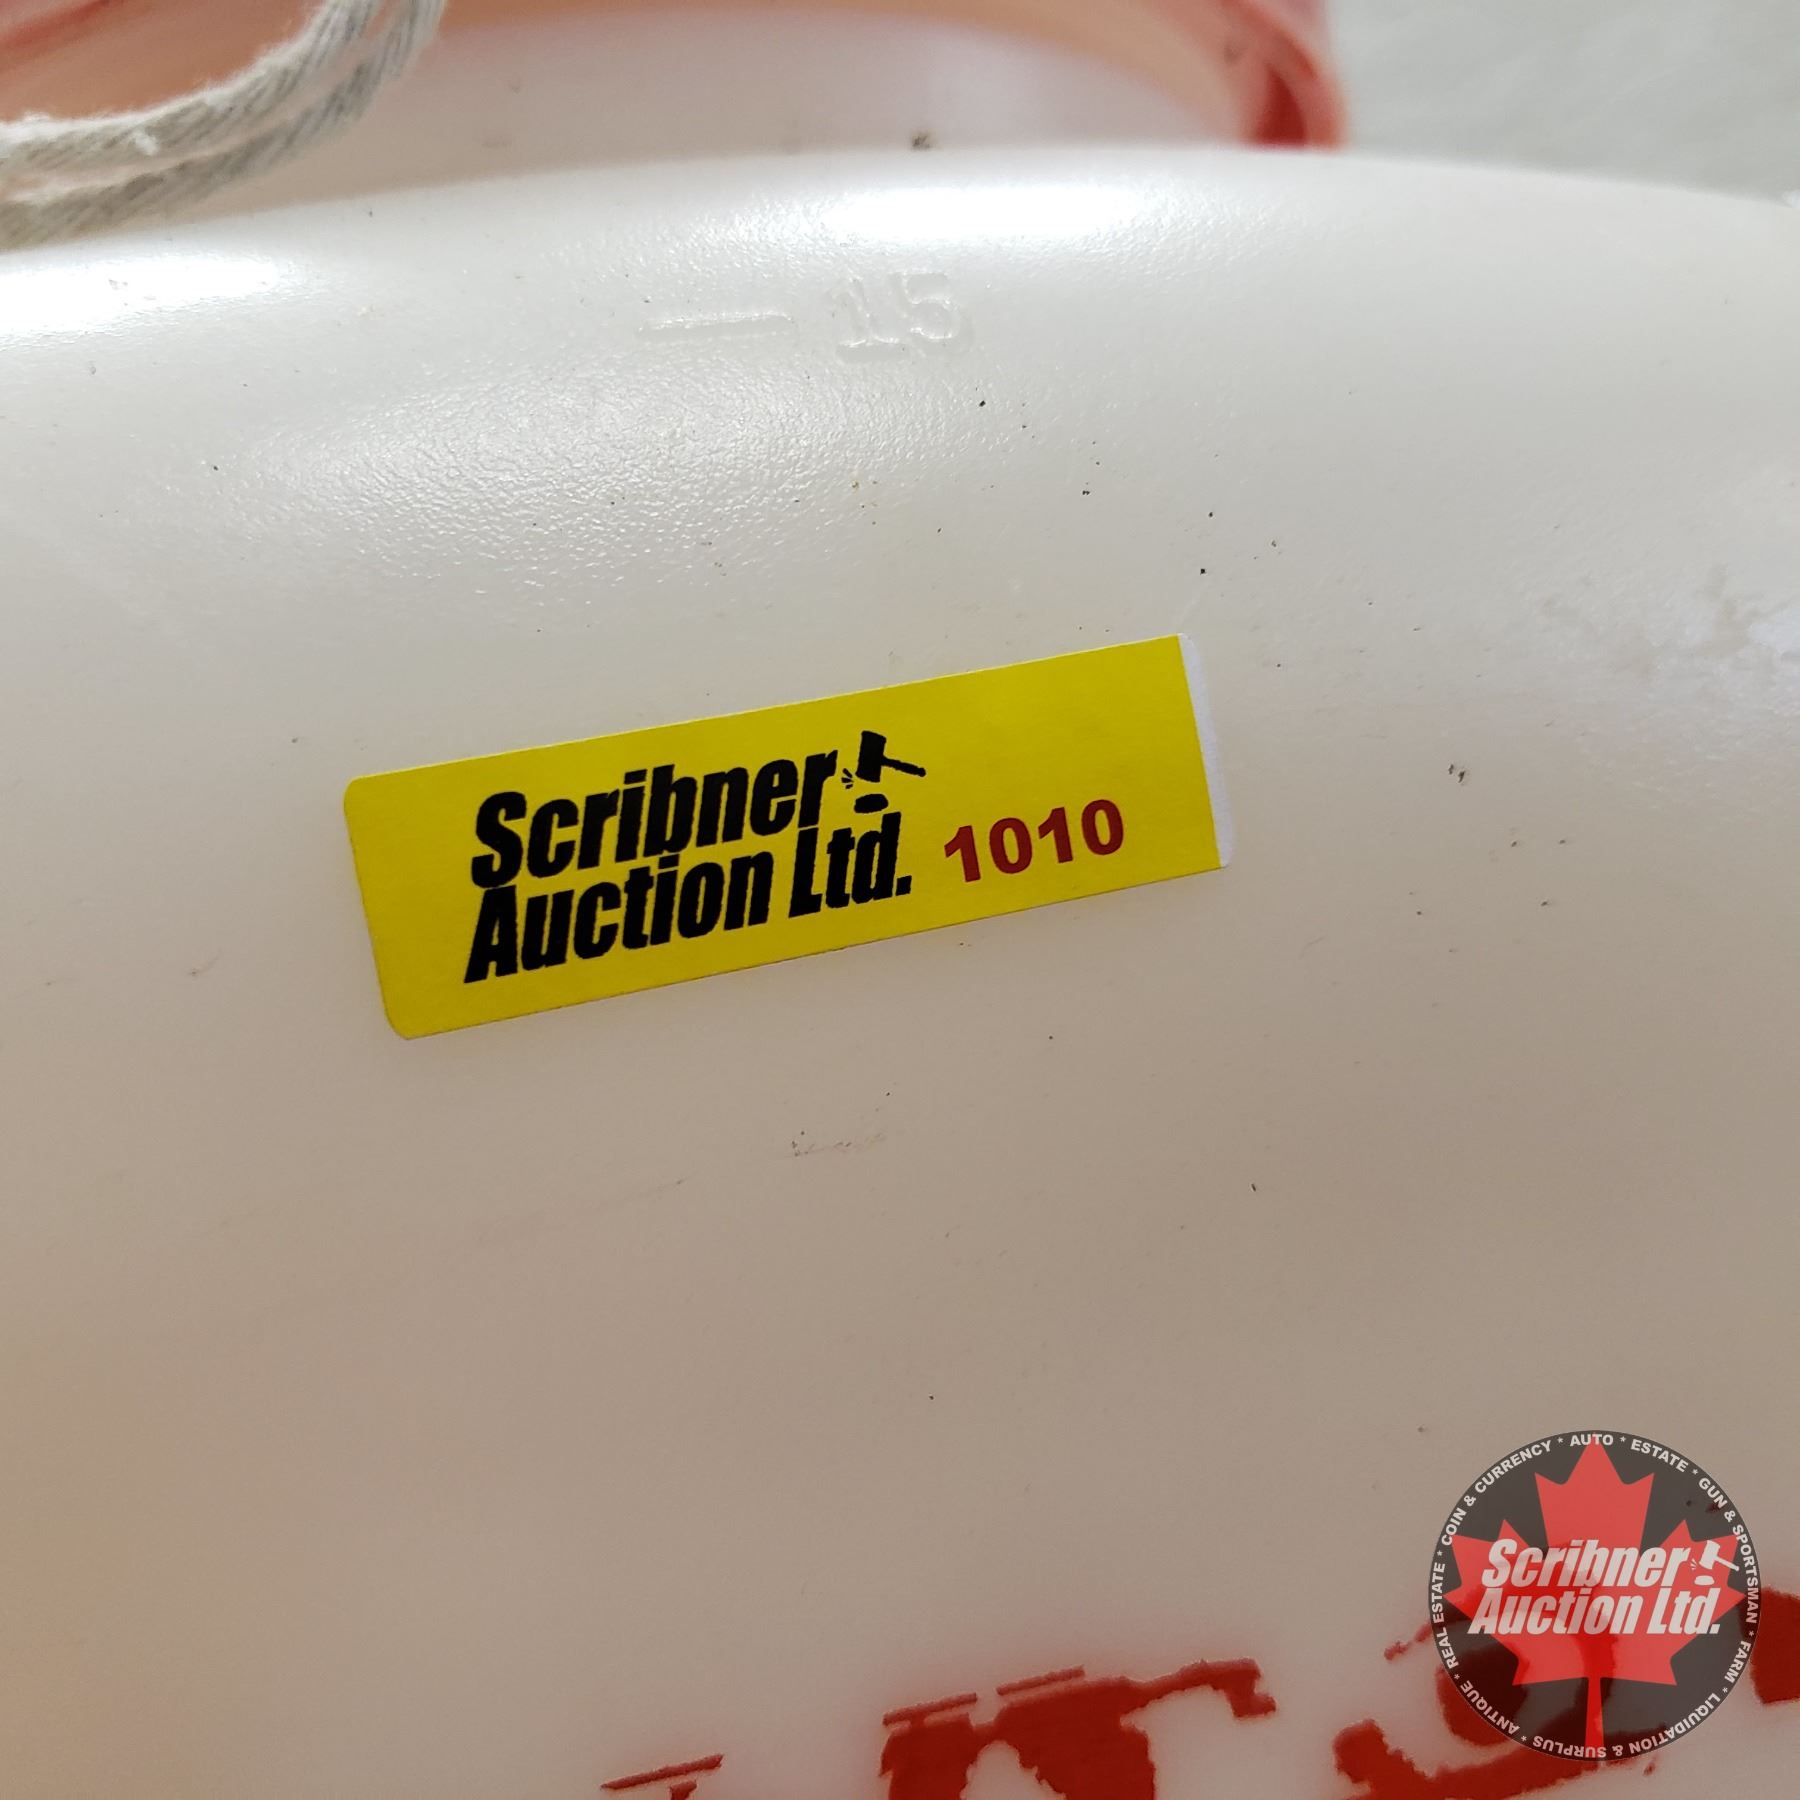 — 15
Scribner
Auction Ltd. 1010
* AUTO * ESTATE * GUN & SPORTSMAN * FARM * LIQUIDATION & SURPLUS * ANTIQUE * REAL ESTATE * COIN & CURRENCY
Scribner
Auction Ltd.